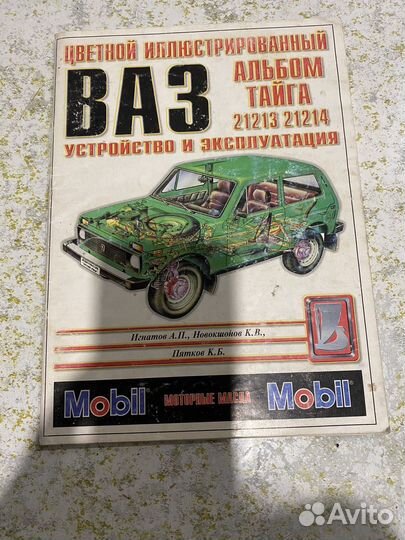 ЦВЕТНОЙ ИЛЛЮСТРИРОВАННЫЙ
ВАЗ
АЛЬБОМ
ТАЙГА
21213 21214
УСТРОЙСТВО И ЭКСПЛУАТАЦИЯ
Игнатов А.П., Новокшонов К.В.,
Пятков К.Б.
Mobil МОТОРНЫЕ МАСЛА Mobil
Avito